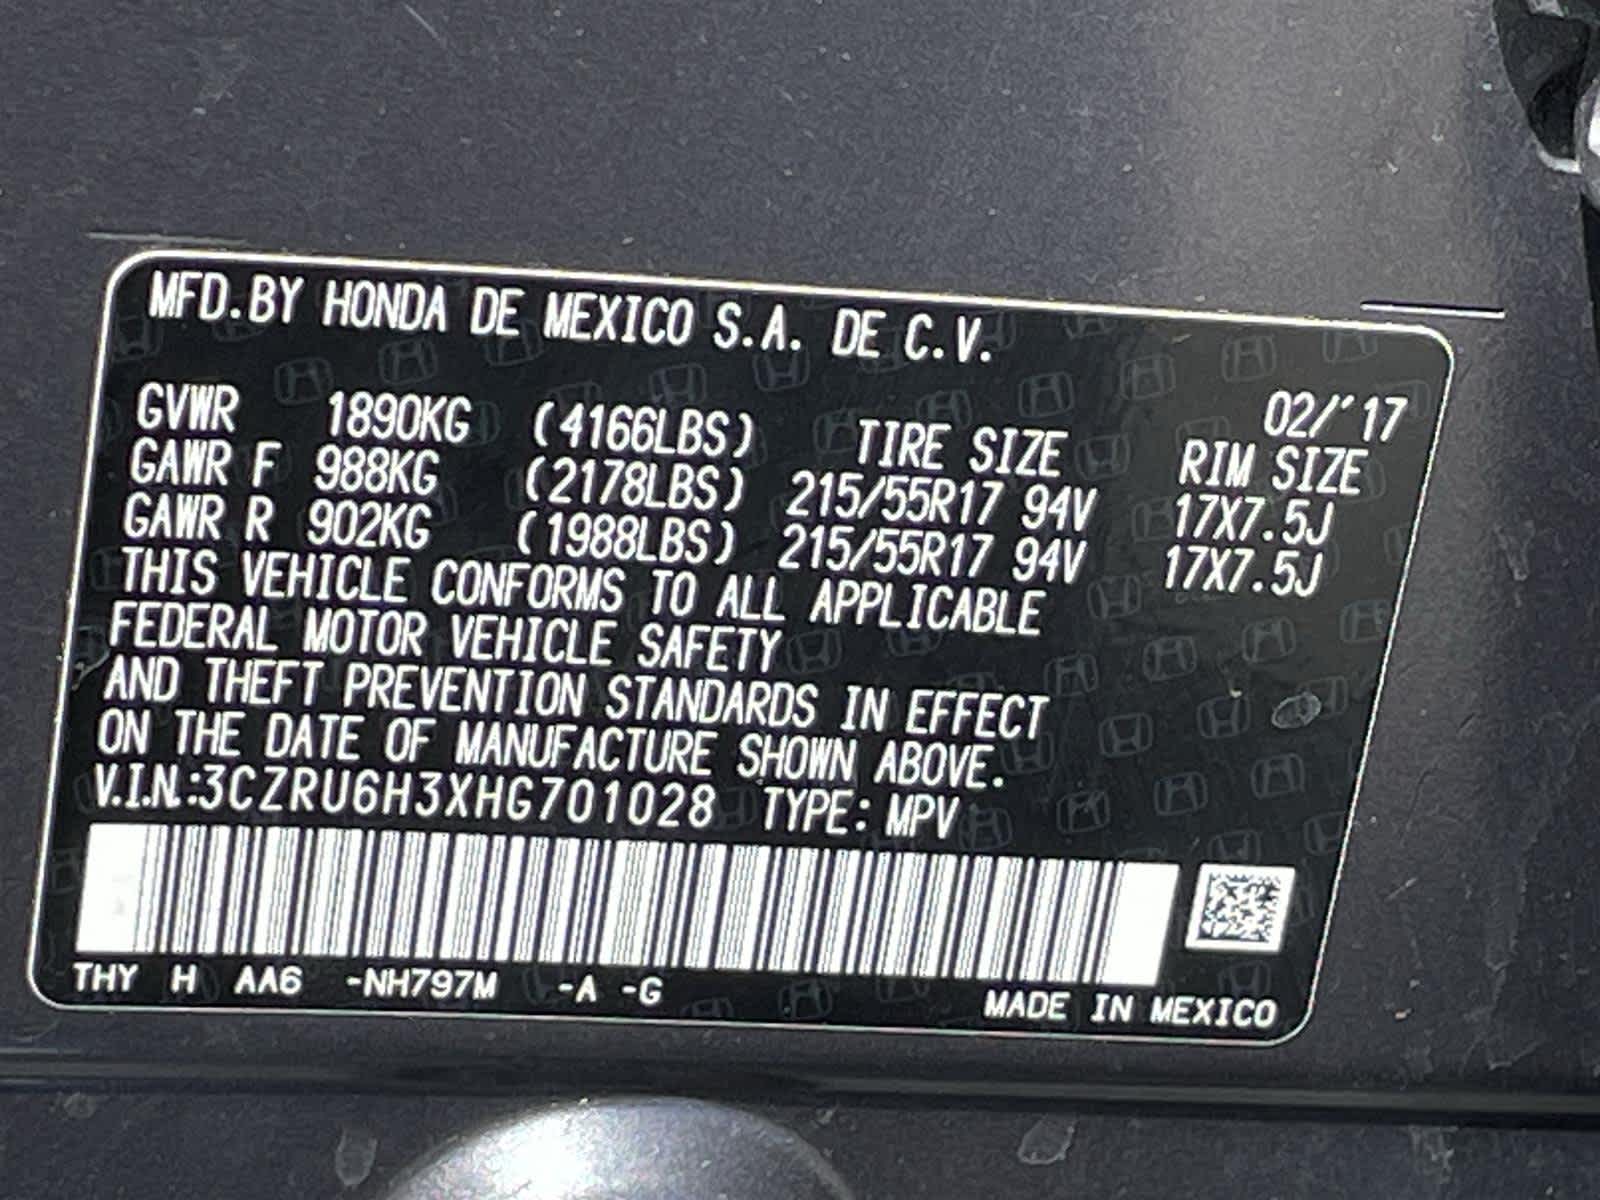 MFD.BY HONDA DE MEXICO S.A. DE C.V.
02/'17
GVWR 1890KG (4166LBS) TIRE SIZE RIM SIZE
GAWR F 988KG (2178LBS) 215/55R17 94V 17X7.5J
GAWR R 902KG (1988LBS) 215/55R17 94V 17X7.5J
THIS VEHICLE CONFORMS TO ALL APPLICABLE
FEDERAL MOTOR VEHICLE SAFETY
AND THEFT PREVENTION STANDARDS IN EFFECT
ON THE DATE OF MANUFACTURE SHOWN ABOVE.
V.I.N.:3CZRU6H3XHG701028 TYPE: MPV
THY H AA6 -NH797M -A -G
MADE IN MEXICO